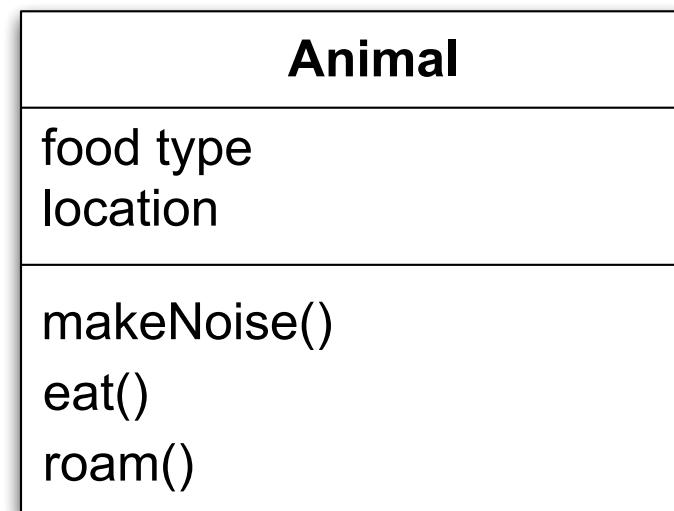 Animal
food type
location
makeNoise()
eat()
roam()